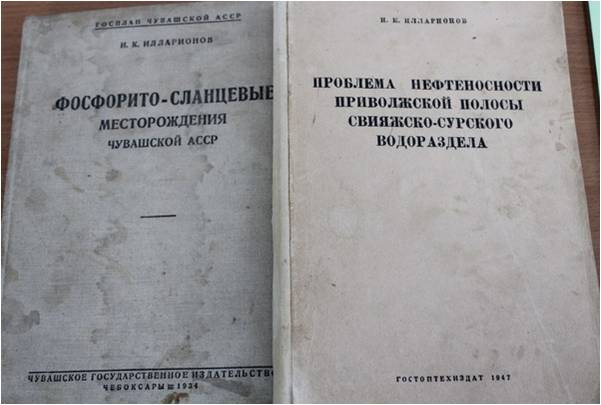 ГОСПЛАН ЧУВАШСКОЙ АССР
И. К. ИЛЛАРИОНОВ
ФОСФОРИТО-СЛАНЦЕВЫЕ
МЕСТОРОЖДЕНИЯ
ЧУВАШСКОЙ АССР
ЧУВАШСКОЕ ГОСУДАРСТВЕННОЕ ИЗДАТЕЛЬСТВО
ЧЕБОКСАРЫ 1934
И. К. ИЛЛАРИОНОВ
ПРОБЛЕМА НЕФТЕНОСНОСТИ
ПРИВОЛЖСКОЙ ПОЛОСЫ
СВИЯЖСКО-СУРСКОГО
ВОДОРАЗДЕЛА
ГОСТОПТЕХИЗДАТ 1947